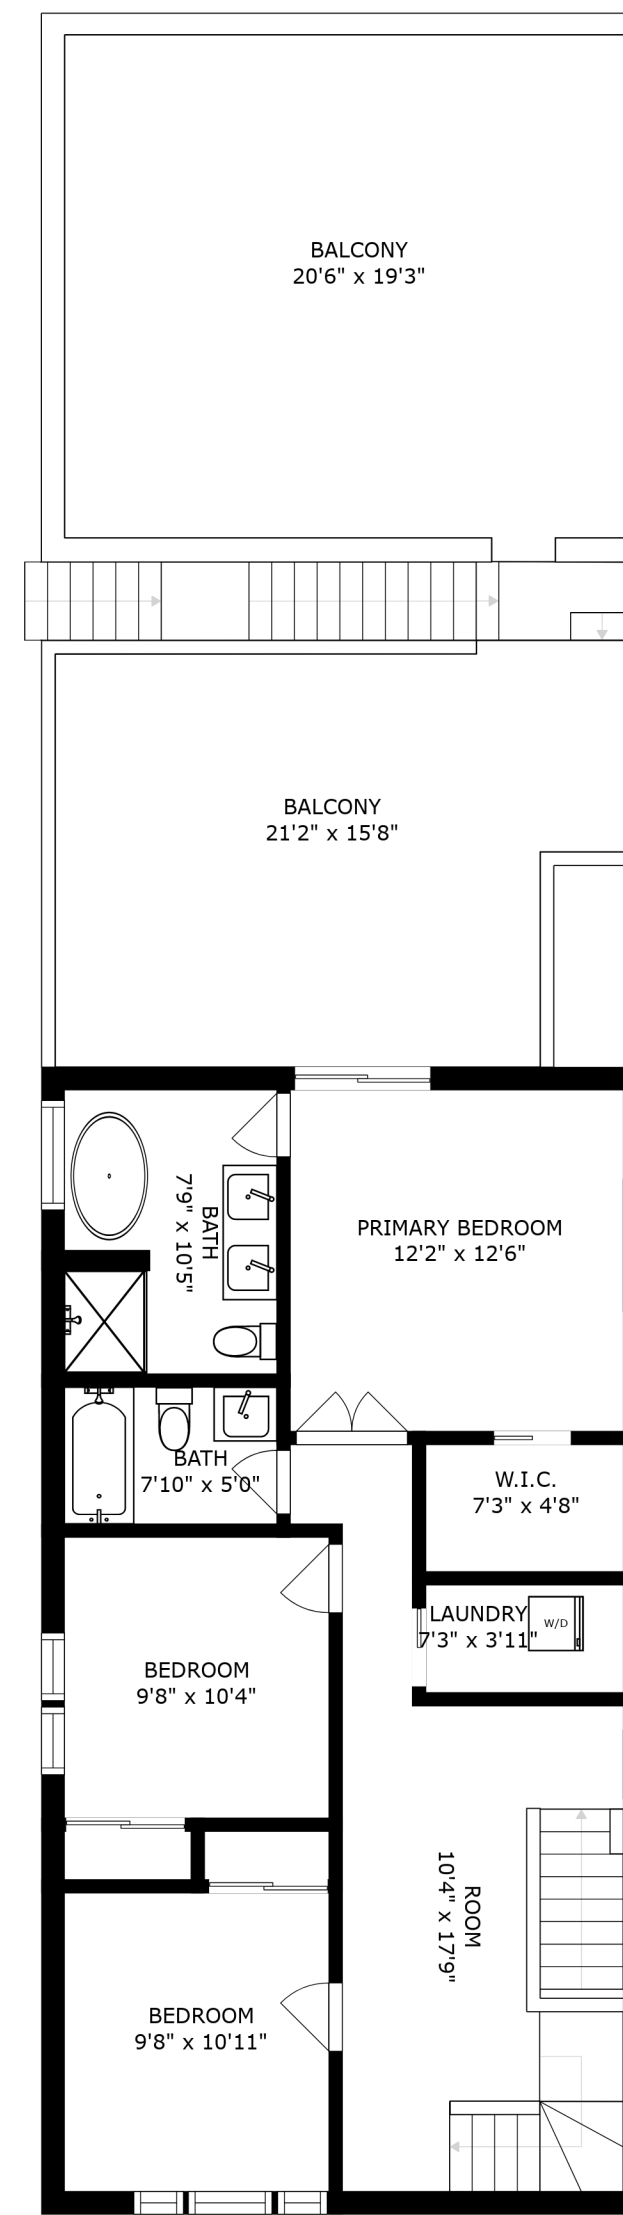 BALCONY
20'6" x 19'3"
BALCONY
21'2" x 15'8"
BATH
7'9" x 10'5"
PRIMARY BEDROOM
12'2" x 12'6"
BATH
7'10" x 5'0"
W.I.C.
7'3" x 4'8"
LAUNDRY
7'3" x 3'11"
W/D
BEDROOM
9'8" x 10'4"
ROOM
10'4" x 17'9"
BEDROOM
9'8" x 10'11"